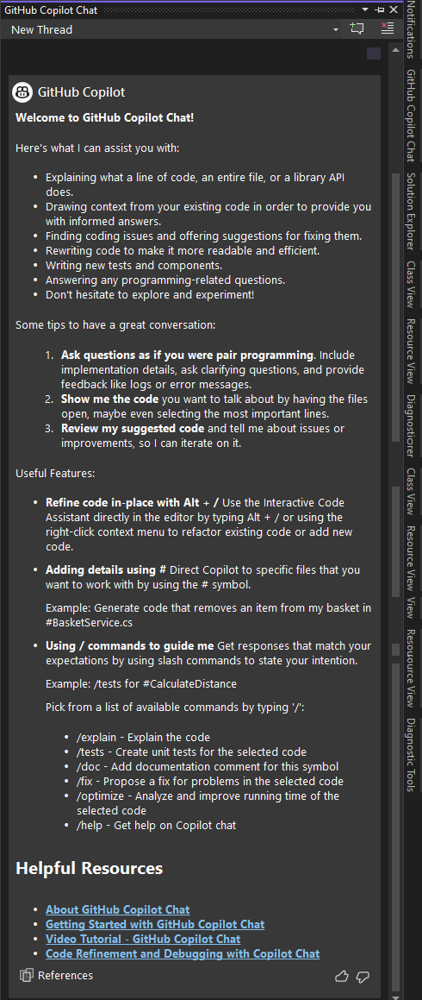 GitHub Copilot Chat
New Thread
GitHub Copilot
Welcome to GitHub Copilot Chat!
Here's what I can assist you with:
• Explaining what a line of code, an entire file, or a library API
does.
• Drawing context from your existing code in order to provide you
with informed answers.
• Finding coding issues and offering suggestions for fixing them.
• Rewriting code to make it more readable and efficient.
• Writing new tests and components.
• Answering any programming-related questions.
• Don't hesitate to explore and experiment!
Some tips to have a great conversation:
1. Ask questions as if you were pair programming. Include
implementation details, ask clarifying questions, and provide
feedback like logs or error messages.
2. Show me the code you want to talk about by having the files
open, maybe even selecting the most important lines.
3. Review my suggested code and tell me about issues or
improvements, so I can iterate on it.
Useful Features:
• Refine code in-place with Alt + / Use the Interactive Code
Assistant directly in the editor by typing Alt + / or using the
right-click context menu to refactor existing code or add new
code.
• Adding details using # Direct Copilot to specific files that you
want to work with by using the # symbol.
Example: Generate code that removes an item from my basket in
#BasketService.cs
• Using / commands to guide me Get responses that match your
expectations by using slash commands to state your intention.
Example: /tests for #CalculateDistance
Pick from a list of available commands by typing '/':
• /explain - Explain the code
• /tests - Create unit tests for the selected code
• /doc - Add documentation comment for this symbol
• /fix - Propose a fix for problems in the selected code
• /optimize - Analyze and improve running time of the
selected code
• /help - Get help on Copilot chat
Helpful Resources
• About GitHub Copilot Chat
• Getting Started with GitHub Copilot Chat
• Video Tutorial - GitHub Copilot Chat
• Code Refinement and Debugging with Copilot Chat
References
Notifications
GitHub Copilot Chat
Solution Explorer
Class View
Resource View
Class View
Resource View
View
View
Diagnostic Tools